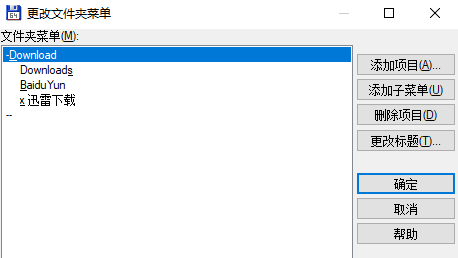 更改文件夹菜单
文件夹菜单(M):
-Download
Downloads
BaiduYun
x 迅雷下载
--
添加项目(A)...
添加子菜单(U)
删除项目(D)
更改标题(T)...
确定
取消
帮助